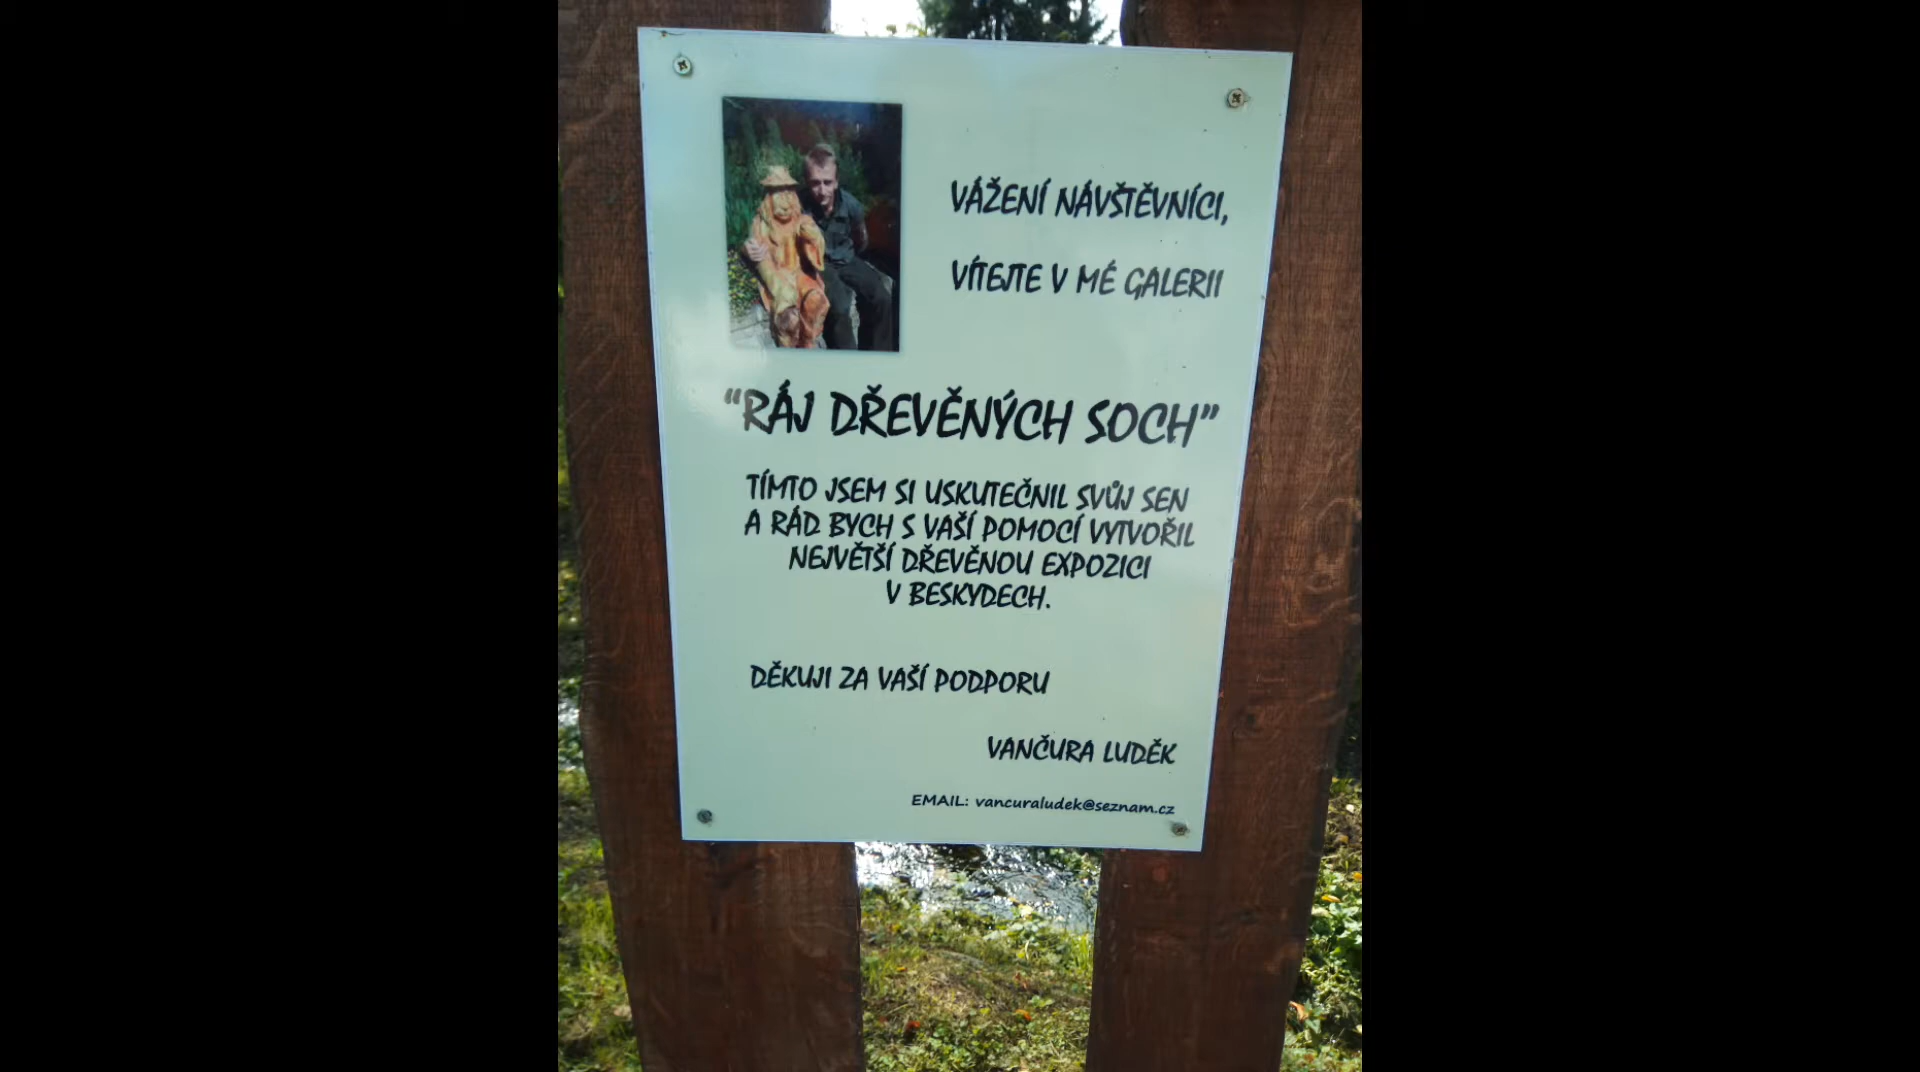 VÁŽENÍ NÁVŠTĚVNÍCI,
VÍTEJTE V MÉ GALERII
“RÁJ DŘEVĚNÝCH SOCH”
TÍMTO JSEM SI USKUTEČNIL SVŮJ SEN
A RÁD BYCH S VAŠÍ POMOCÍ VYTVOŘIL
NEJVĚTŠÍ DŘEVĚNOU EXPOZICI
V BESKYDECH.
DĚKUJI ZA VAŠÍ PODPORU
VANČURA LUDĚK
EMAIL: vancuraludek@seznam.cz